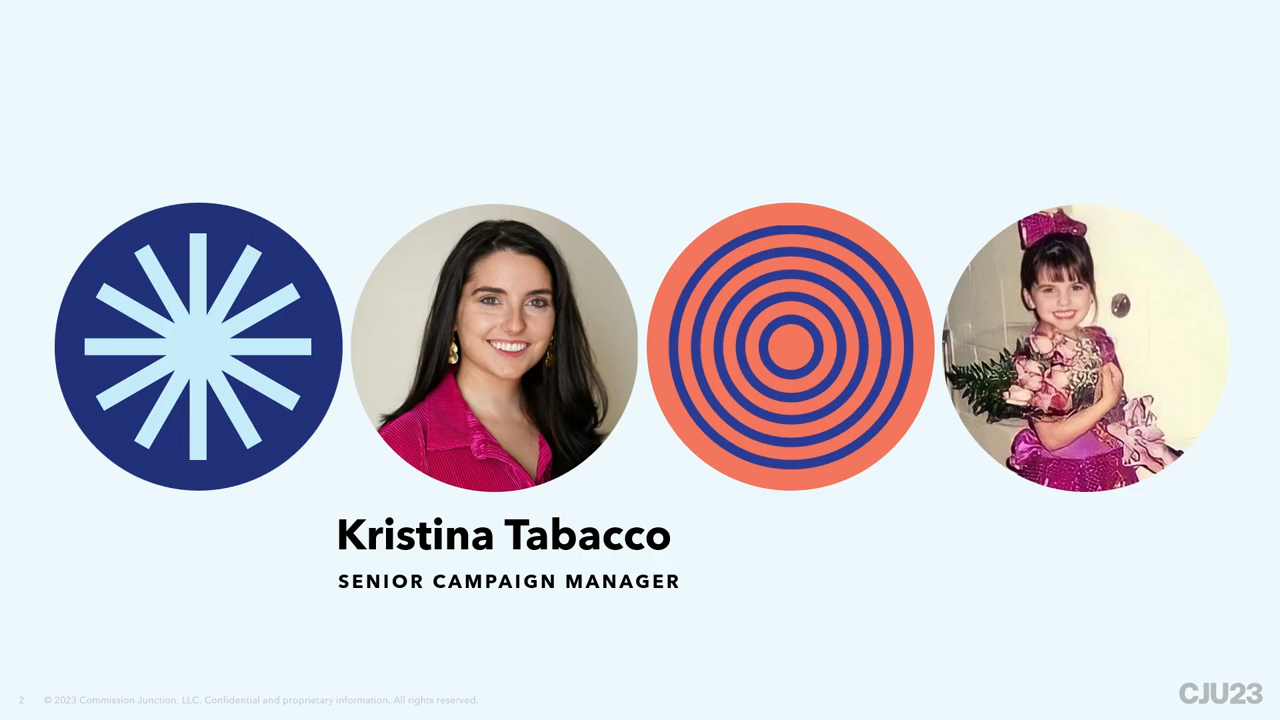 Kristina Tabacco
SENIOR CAMPAIGN MANAGER
2 © 2023 Commission Junction, LLC. Confidential and proprietary information. All rights reserved.
CJU23